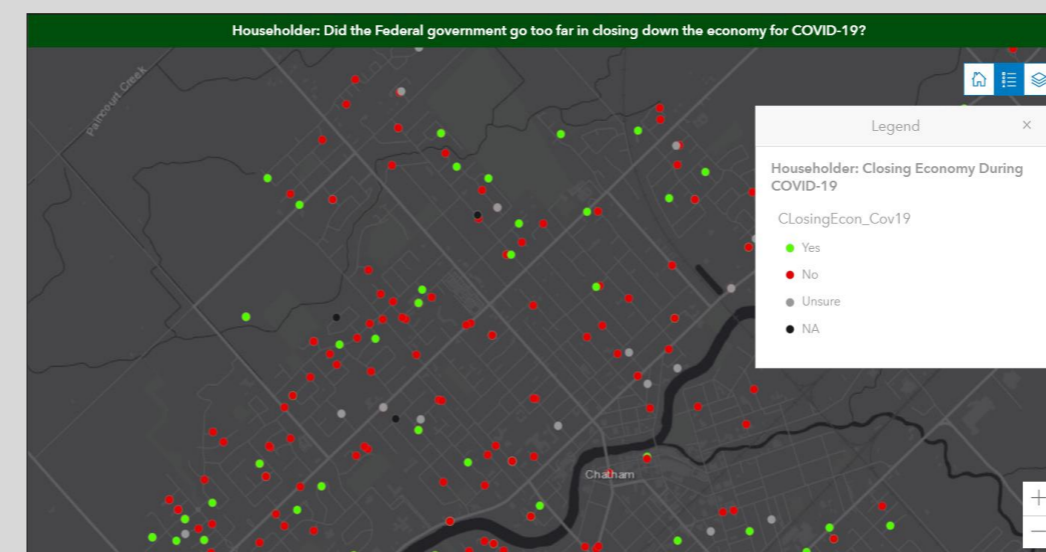 Householder: Did the Federal government go too far in closing down the economy for COVID-19?
Paincourt Creek
Legend
×
Householder: Closing Economy During
COVID-19
CLosingEcon_Cov19
Yes
No
Unsure
NA
Chatham
+
−